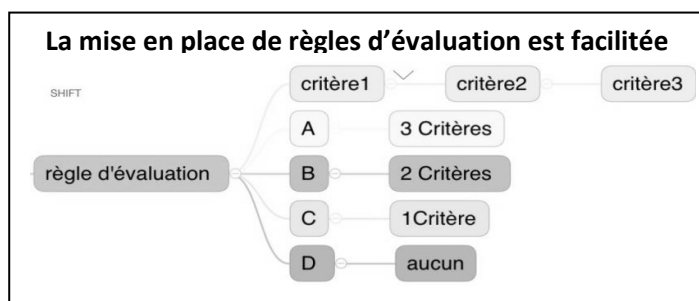 La mise en place de règles d’évaluation est facilitée
SHIFT
critère1 critère2 critère3
A 3 Critères
règle d'évaluation B 2 Critères
C 1Critère
D aucun